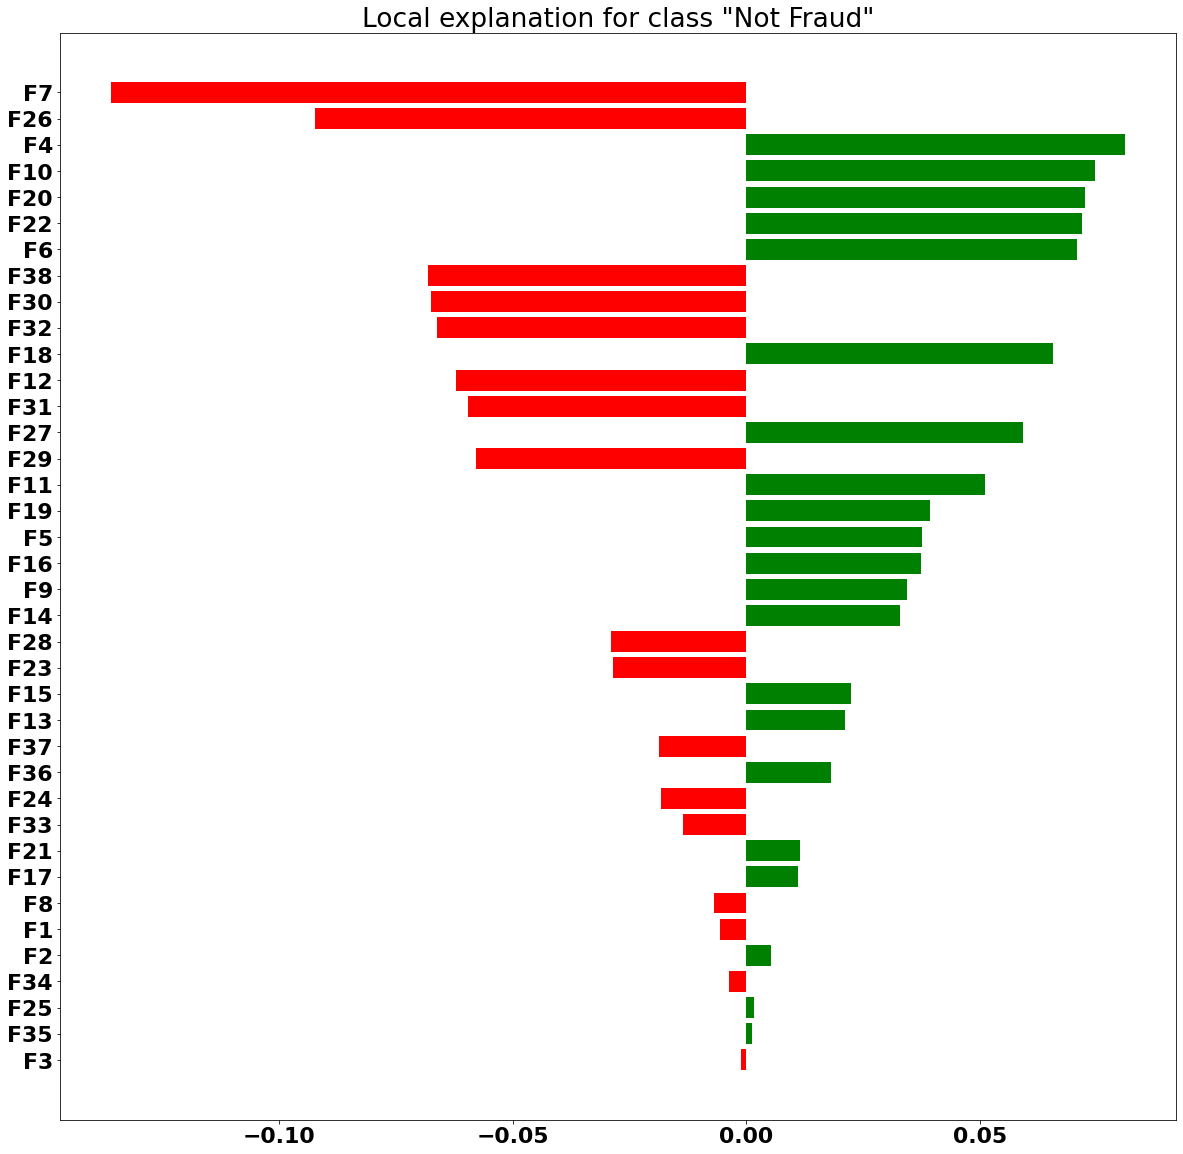 Local explanation for class "Not Fraud"
F7
F26
F4
F10
F20
F22
F6
F38
F30
F32
F18
F12
F31
F27
F29
F11
F19
F5
F16
F9
F14
F28
F23
F15
F13
F37
F36
F24
F33
F21
F17
F8
F1
F2
F34
F25
F35
F3
−0.10 −0.05 0.00 0.05